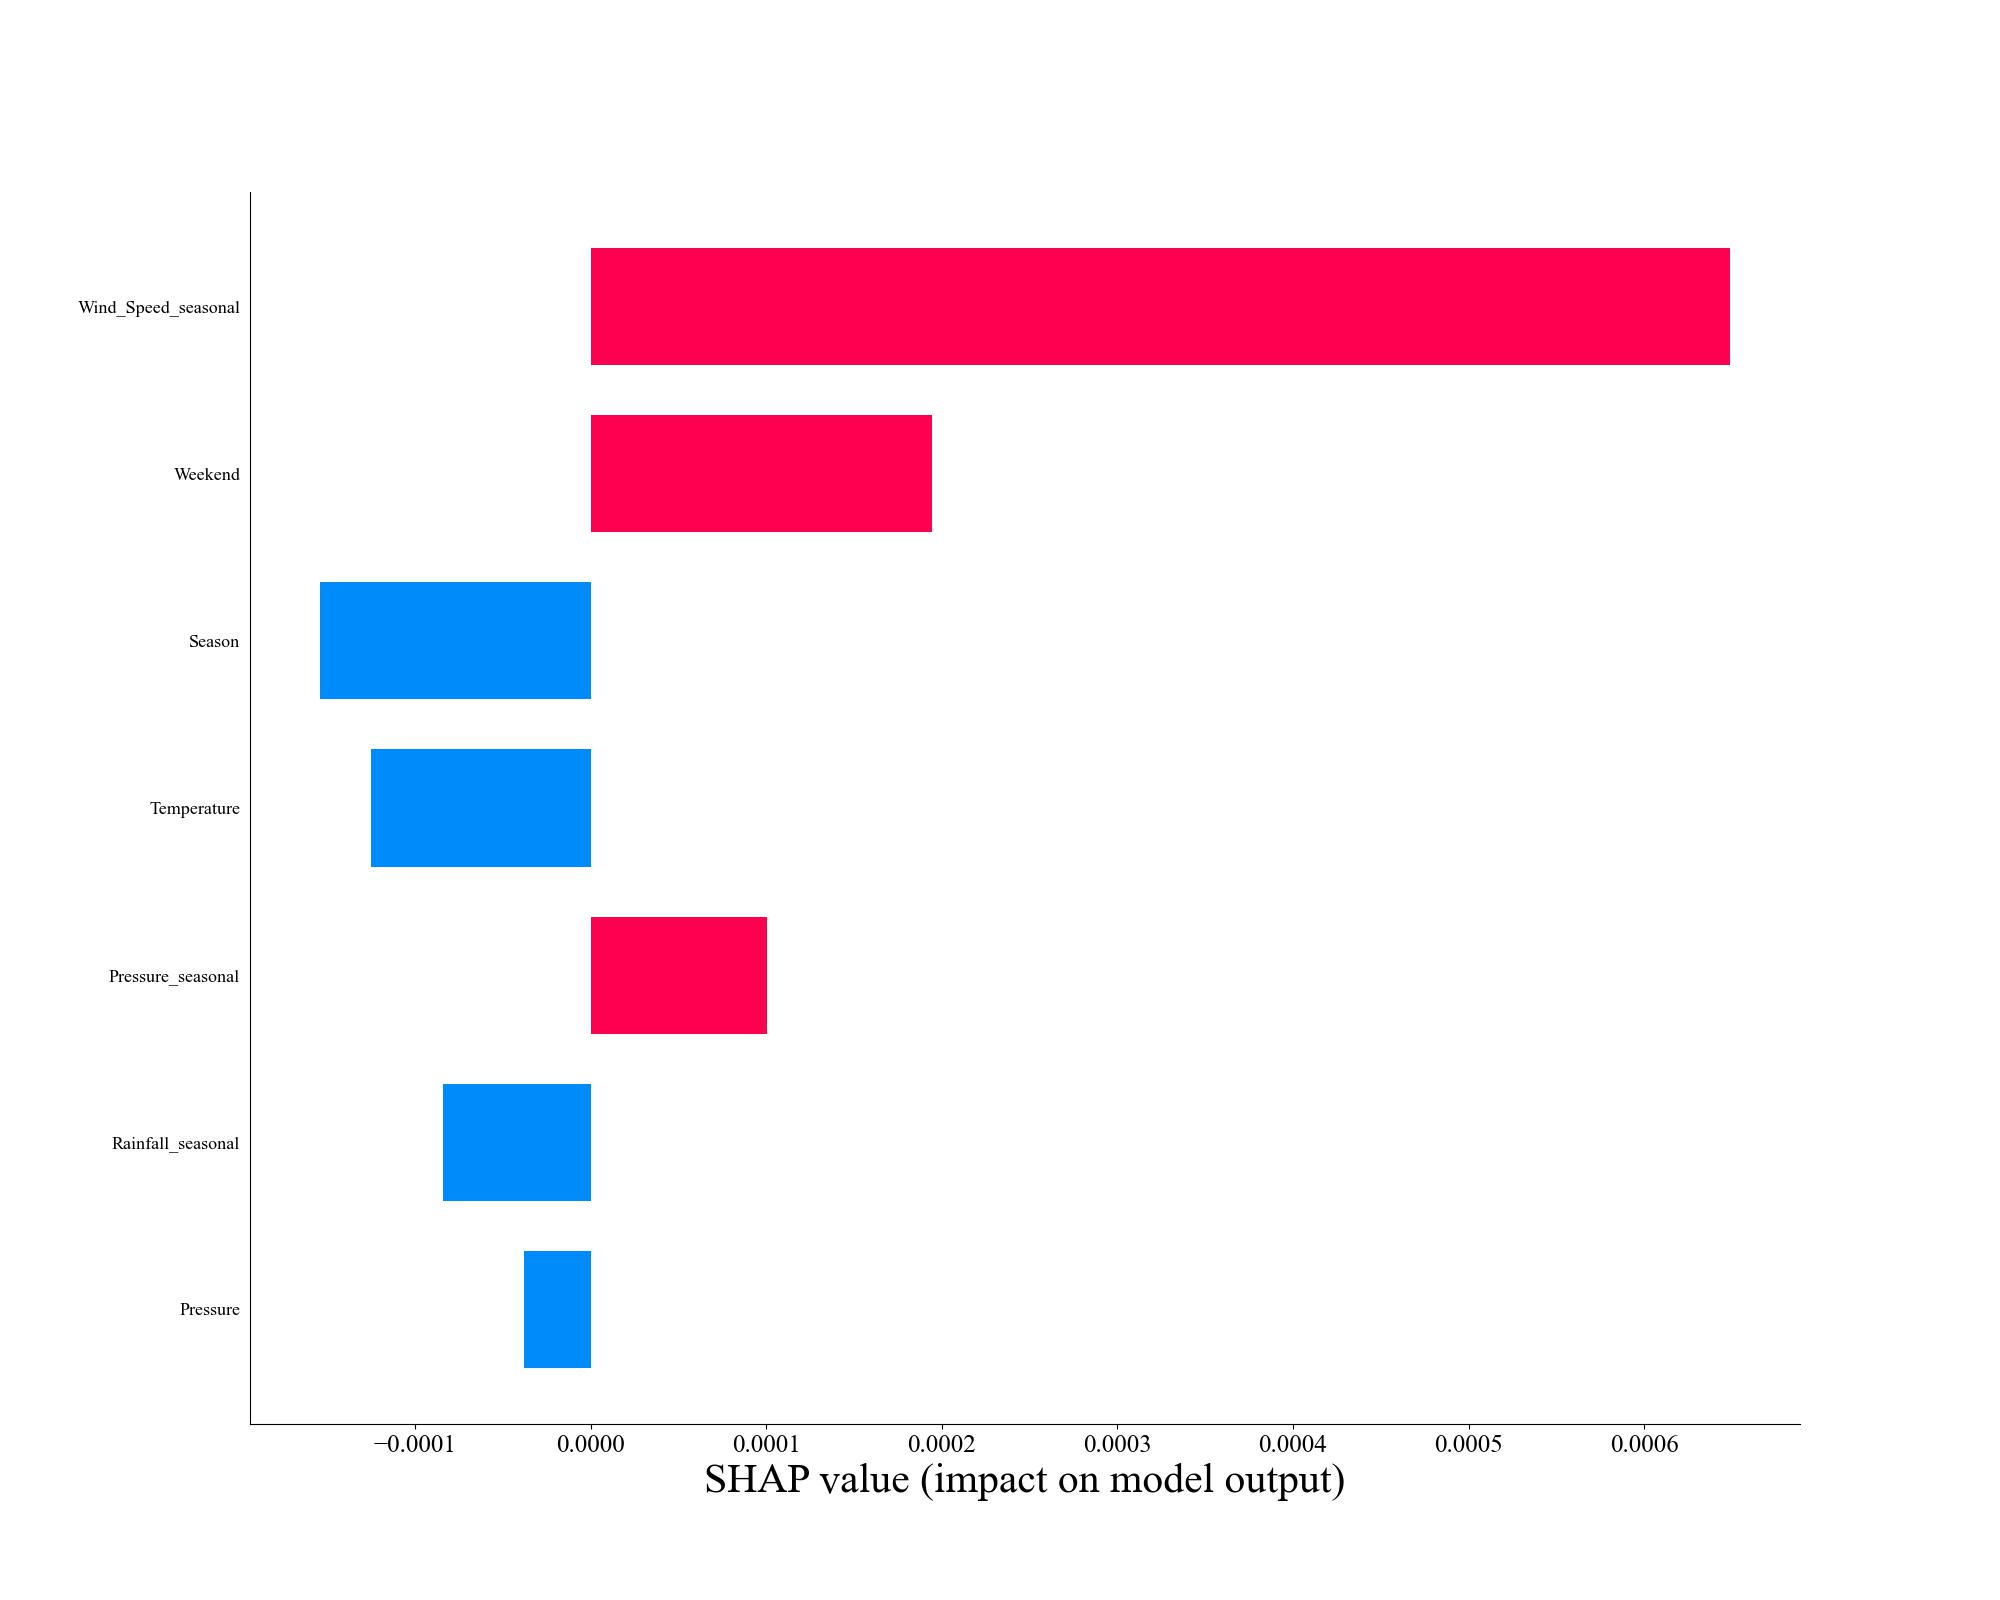 Wind_Speed_seasonal
Weekend
Season
Temperature
Pressure_seasonal
Rainfall_seasonal
Pressure
−0.0001 0.0000 0.0001 0.0002 0.0003 0.0004 0.0005 0.0006
SHAP value (impact on model output)